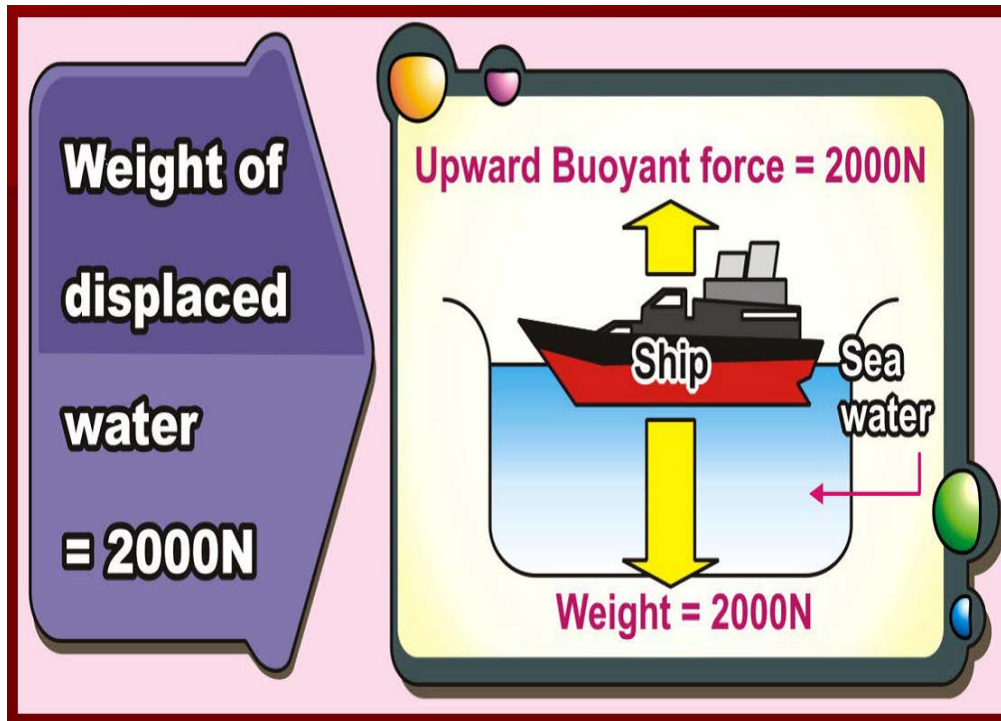 Weight of
displaced
water
= 2000N
Upward Buoyant force = 2000N
Ship
Sea
water
Weight = 2000N